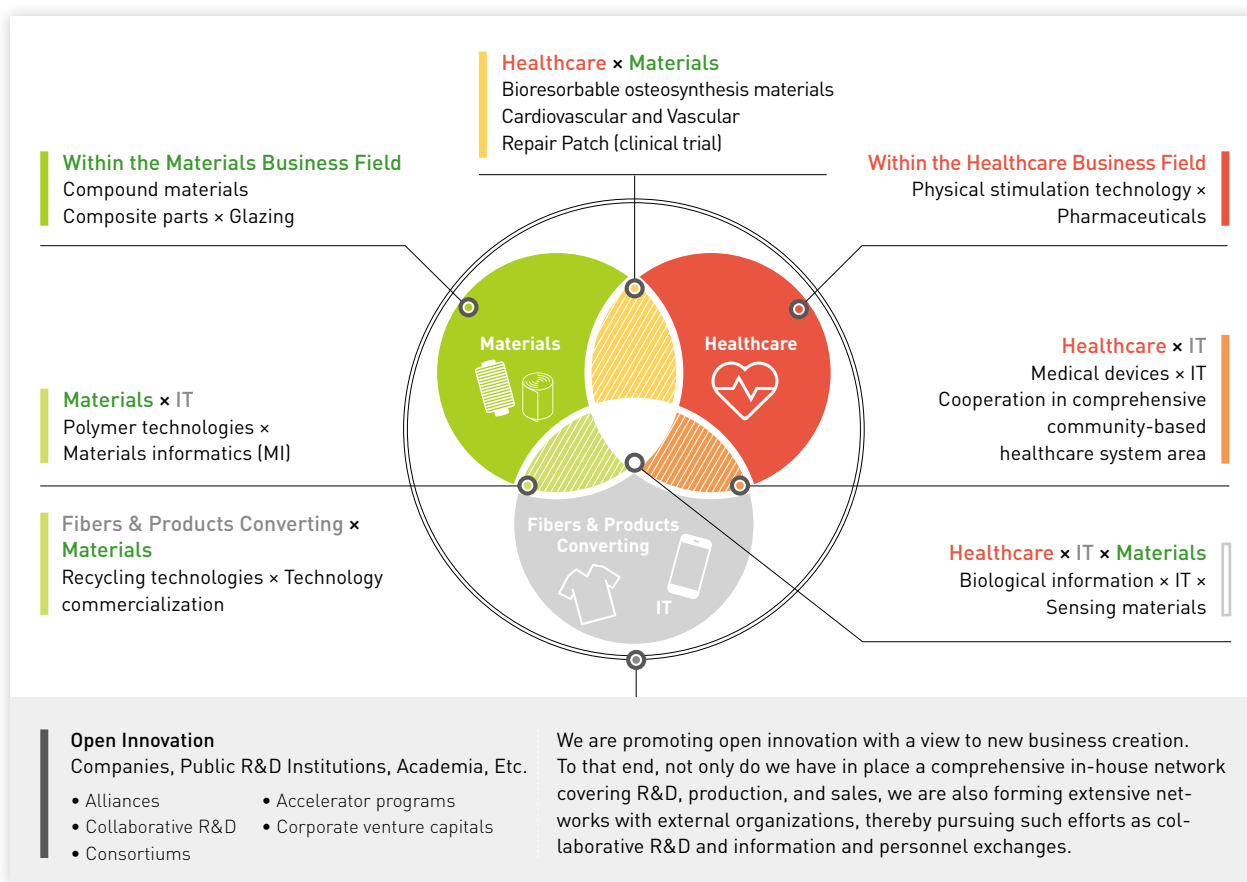 Healthcare × Materials
Bioresorbable osteosynthesis materials
Cardiovascular and Vascular
Repair Patch (clinical trial)
Within the Materials Business Field
Compound materials
Composite parts × Glazing
Within the Healthcare Business Field
Physical stimulation technology ×
Pharmaceuticals
Materials
Healthcare
Materials × IT
Polymer technologies ×
Materials informatics (MI)
Healthcare × IT
Medical devices × IT
Cooperation in comprehensive
community-based
healthcare system area
Fibers & Products Converting ×
Materials
Recycling technologies × Technology
commercialization
Fibers & Products
Converting
IT
Healthcare × IT × Materials
Biological information × IT ×
Sensing materials
Open Innovation
Companies, Public R&D Institutions, Academia, Etc.
• Alliances
• Collaborative R&D
• Consortiums
• Accelerator programs
• Corporate venture capitals
We are promoting open innovation with a view to new business creation.
To that end, not only do we have in place a comprehensive in-house network
covering R&D, production, and sales, we are also forming extensive net-
works with external organizations, thereby pursuing such efforts as col-
laborative R&D and information and personnel exchanges.